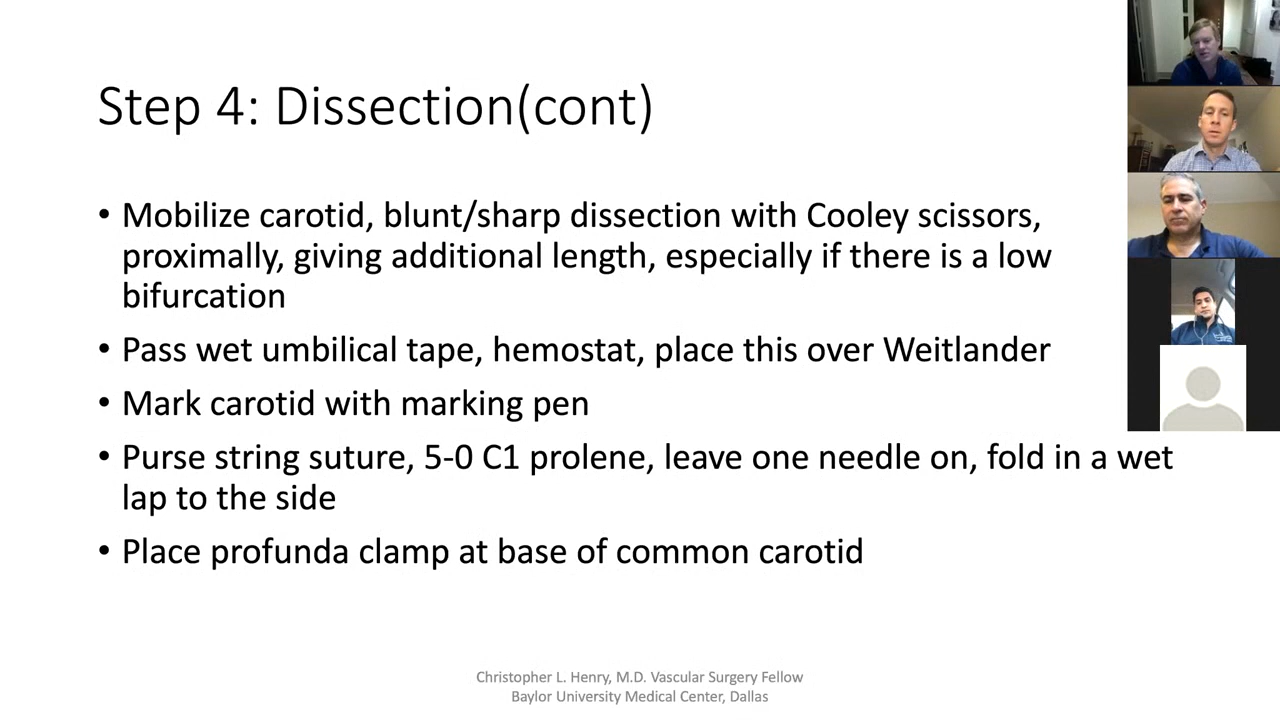 Step 4: Dissection(cont)
• Mobilize carotid, blunt/sharp dissection with Cooley scissors,
proximally, giving additional length, especially if there is a low
bifurcation
• Pass wet umbilical tape, hemostat, place this over Weitlander
• Mark carotid with marking pen
• Purse string suture, 5-0 C1 prolene, leave one needle on, fold in a wet
lap to the side
• Place profunda clamp at base of common carotid
Christopher L. Henry, M.D. Vascular Surgery Fellow
Baylor University Medical Center, Dallas